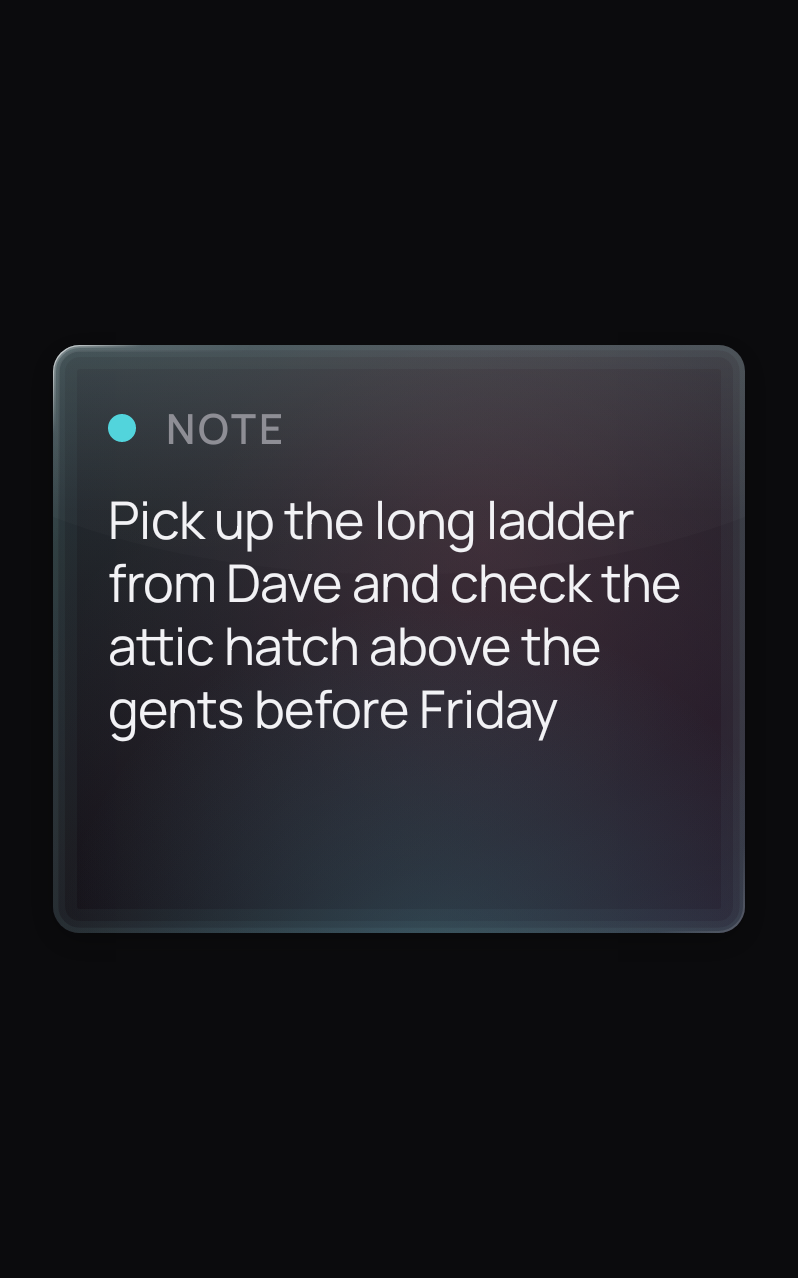 NOTE
Pick up the long ladder
from Dave and check the
attic hatch above the
gents before Friday